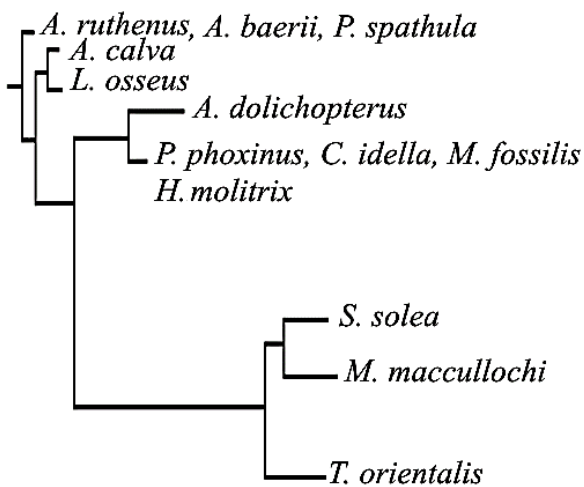 A. ruthenus, A. baerii, P. spathula
A. calva
L. osseus
A. dolichopterus
P. phoxinus, C. idella, M. fossilis
H. molitrix
S. solea
M. maccullochi
T. orientalis